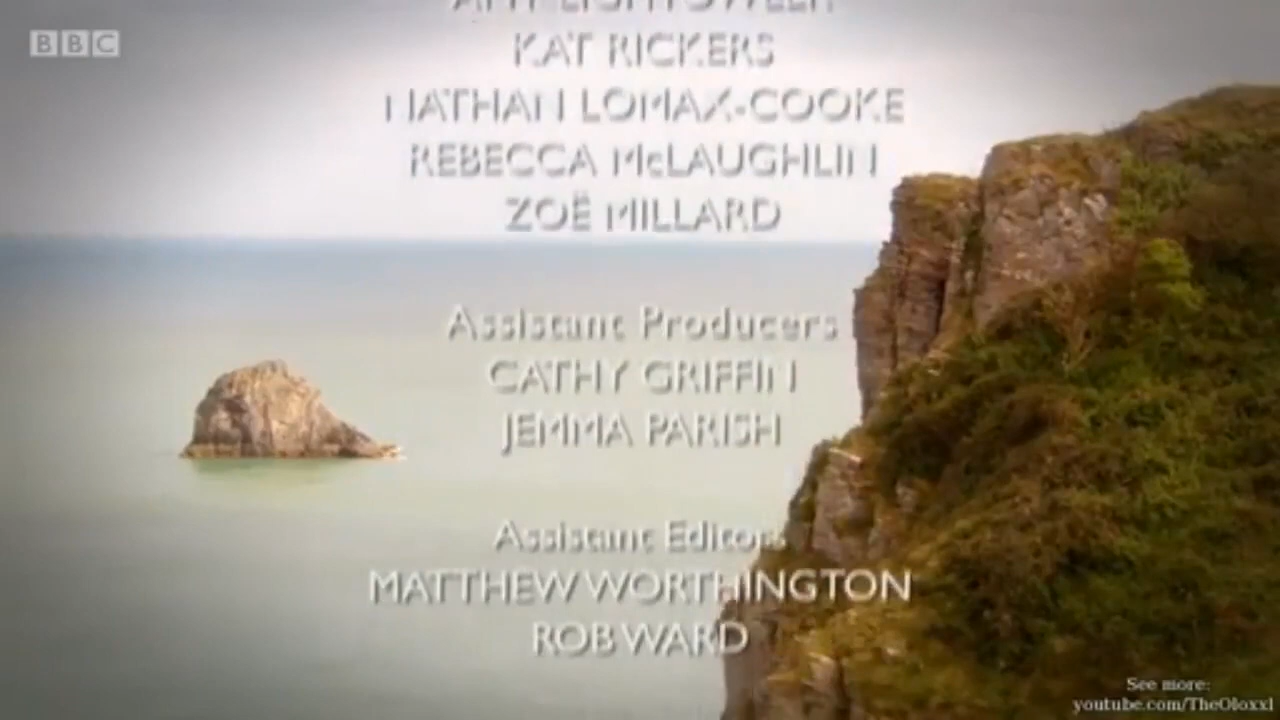 BBC
KAT RICKERS
NATHAN LOMAX-COOKE
REBECCA McLAUGHLIN
ZOË MILLARD
Assistant Producers
CATHY GRIFFIN
JEMMA PARISH
Assistant Editors
MATTHEW WORTHINGTON
ROB WARD
See more:
youtube.com/TheOloxxl